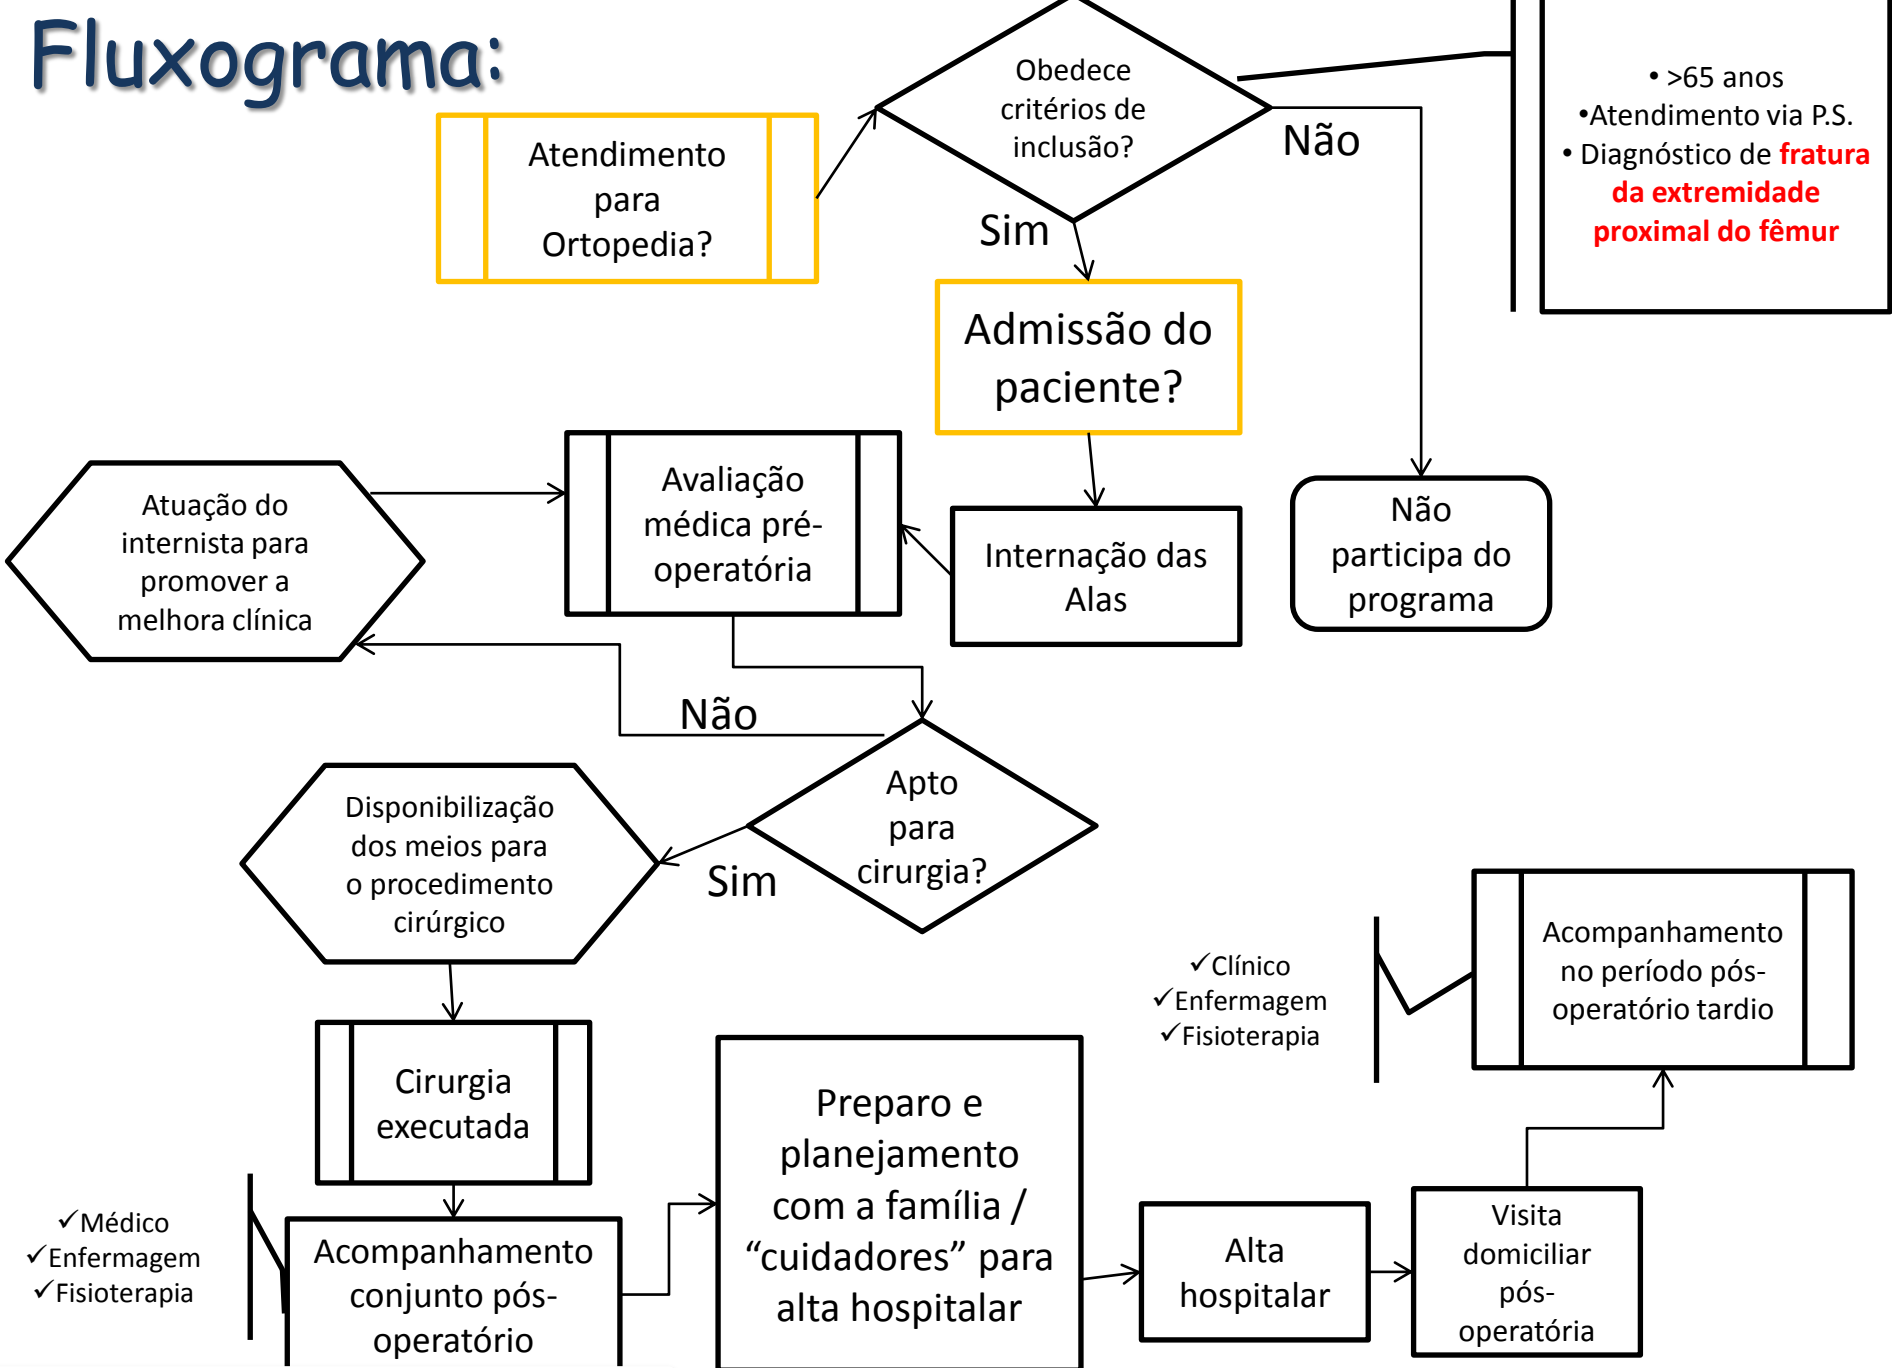 Fluxograma:
Obedece
critérios de
inclusão?
• >65 anos
•Atendimento via P.S.
• Diagnóstico de fratura
da extremidade
proximal do fêmur
Não
Atendimento
para
Ortopedia?
Sim
Admissão do
paciente?
Atuação do
internista para
promover a
melhora clínica
Avaliação
médica pré-
operatória
Internação das
Alas
Não
participa do
programa
Não
Apto
para
cirurgia?
Sim
Disponibilização
dos meios para
o procedimento
cirúrgico
Cirurgia
executada
✓Médico
✓Enfermagem
✓Fisioterapia
Acompanhamento
conjunto pós-
operatório
Preparo e
planejamento
com a família /
“cuidadores” para
alta hospitalar
Alta
hospitalar
Visita
domiciliar
pós-
operatória
✓Clínico
✓Enfermagem
✓Fisioterapia
Acompanhamento
no período pós-
operatório tardio